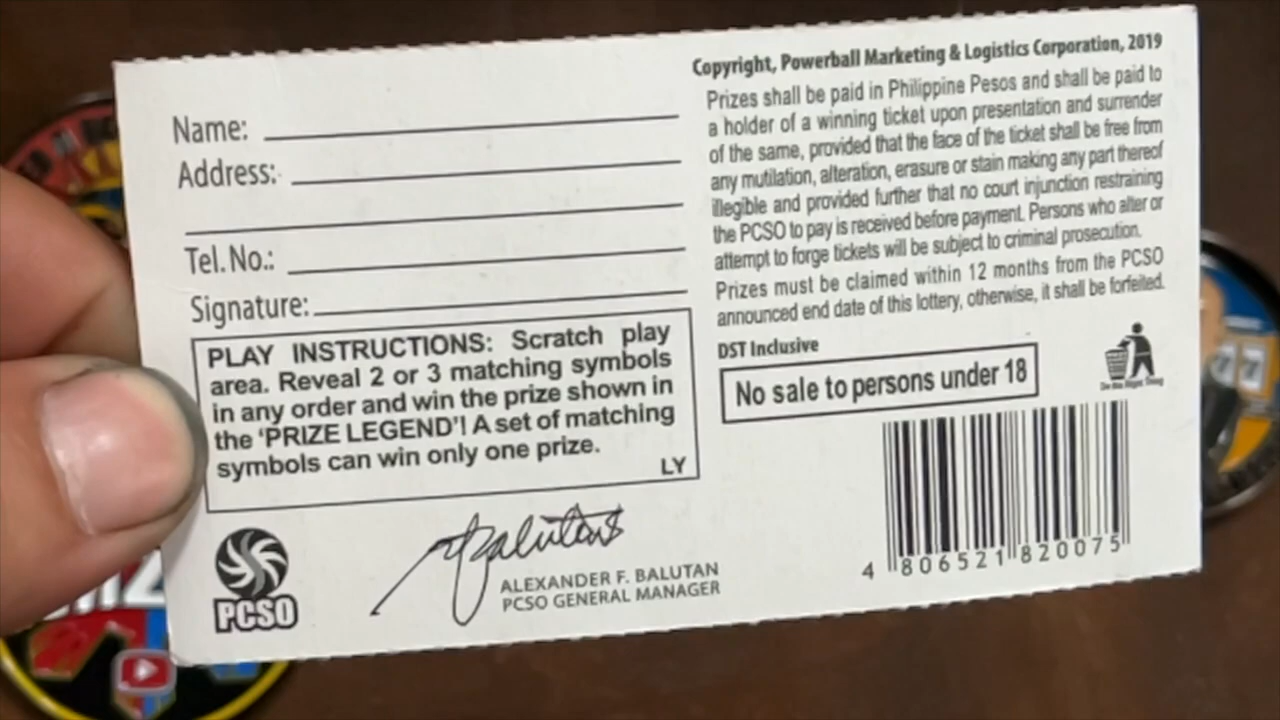 Name:
Address:
Tel. No.:
Signature:
PLAY INSTRUCTIONS: Scratch play
area. Reveal 2 or 3 matching symbols
in any order and win the prize shown in
the 'PRIZE LEGEND'! A set of matching
symbols can win only one prize.
LY
PCSO
Balutan
ALEXANDER F. BALUTAN
PCSO GENERAL MANAGER
Copyright, Powerball Marketing & Logistics Corporation, 2019
Prizes shall be paid in Philippine Pesos and shall be paid to
a holder of a winning ticket upon presentation and surrender
of the same, provided that the face of the ticket shall be free from
any mutilation, alteration, erasure or stain making any part thereof
illegible and provided further that no court injunction restraining
the PCSO to pay is received before payment. Persons who alter or
attempt to forge tickets will be subject to criminal prosecution.
Prizes must be claimed within 12 months from the PCSO
announced end date of this lottery, otherwise, it shall be forfeited.
DST Inclusive
No sale to persons under 18
Do the Right Thing
4 806521 820075